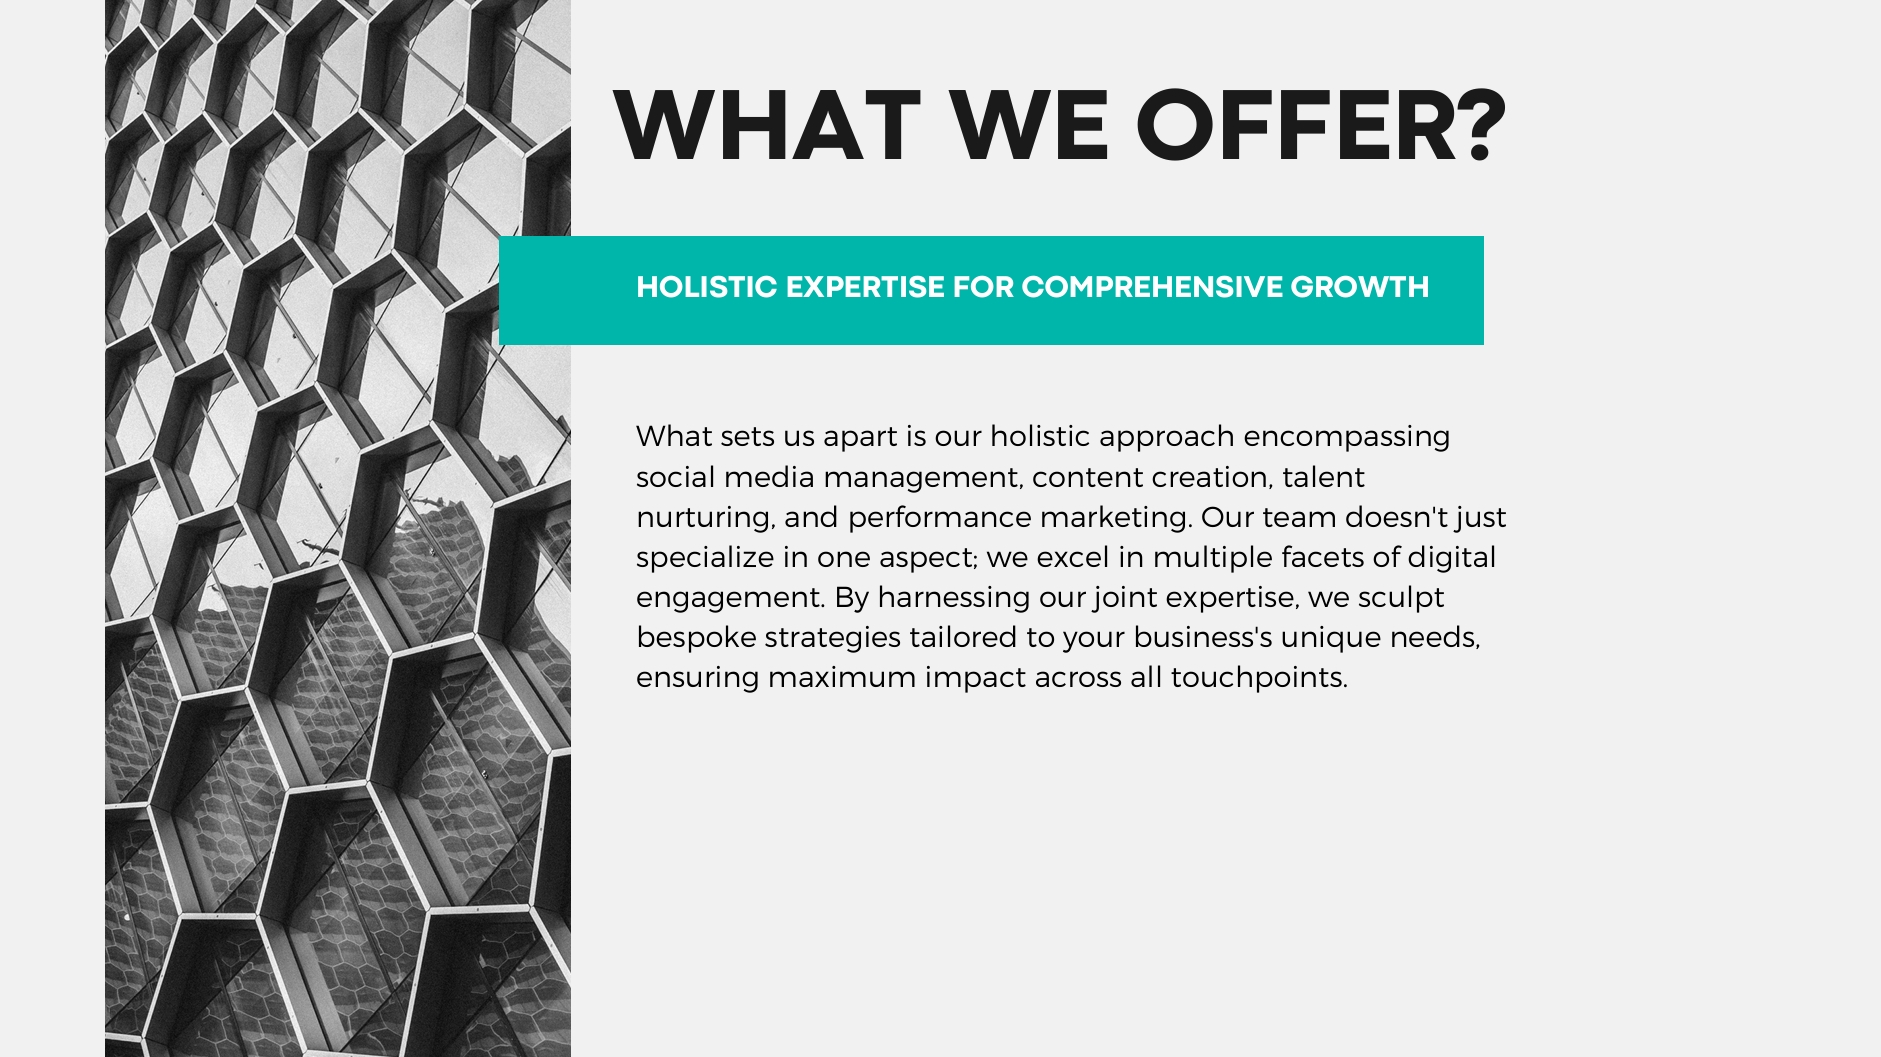 WHAT WE OFFER?
HOLISTIC EXPERTISE FOR COMPREHENSIVE GROWTH
What sets us apart is our holistic approach encompassing
social media management, content creation, talent
nurturing, and performance marketing. Our team doesn't just
specialize in one aspect; we excel in multiple facets of digital
engagement. By harnessing our joint expertise, we sculpt
bespoke strategies tailored to your business's unique needs,
ensuring maximum impact across all touchpoints.